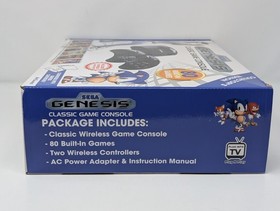 SEGA
GENESIS
CLASSIC GAME CONSOLE
PACKAGE INCLUDES:
- Classic Wireless Game Console
- 80 Built-in Games
- Two Wireless Controllers
- AC Power Adapter & Instruction Manual
TV